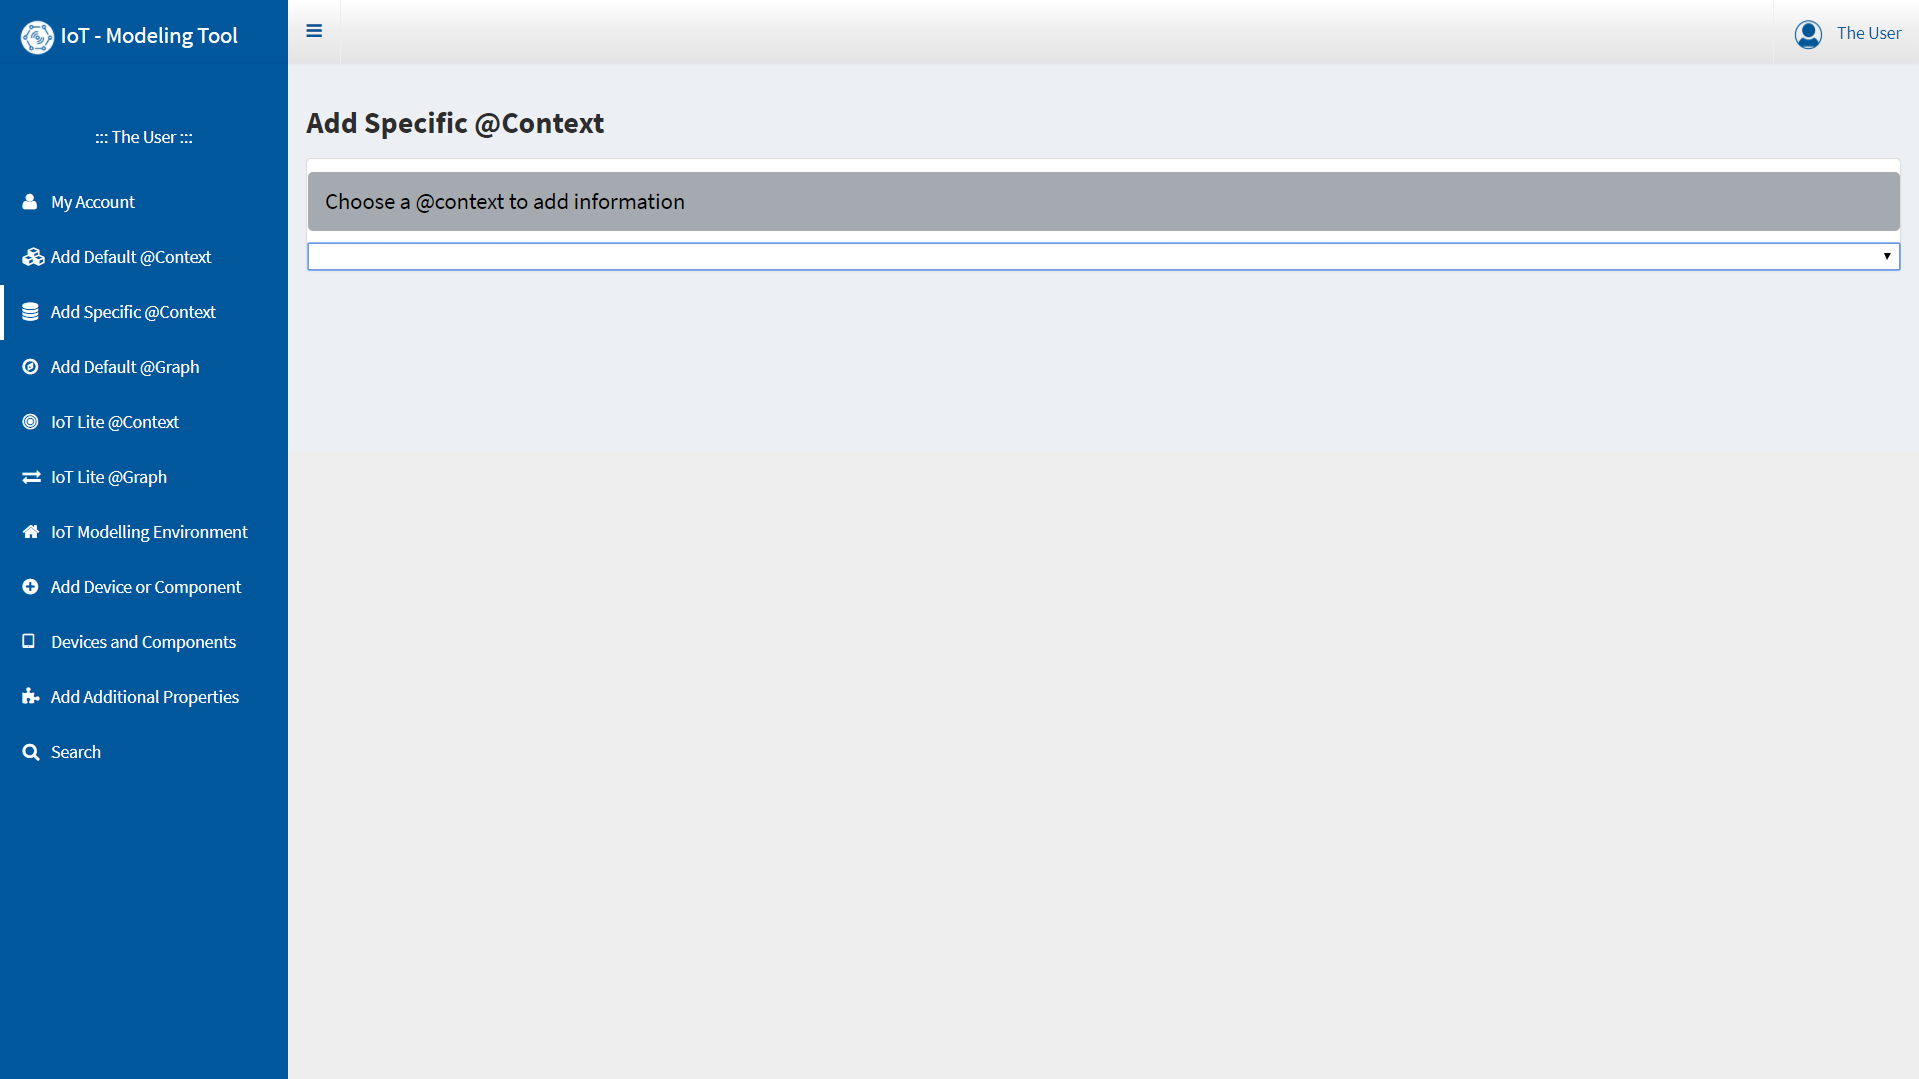 IoT - Modeling Tool
The User
::: The User :::
My Account
Add Default @Context
Add Specific @Context
Add Default @Graph
IoT Lite @Context
IoT Lite @Graph
IoT Modelling Environment
Add Device or Component
Devices and Components
Add Additional Properties
Search
Add Specific @Context
Choose a @context to add information